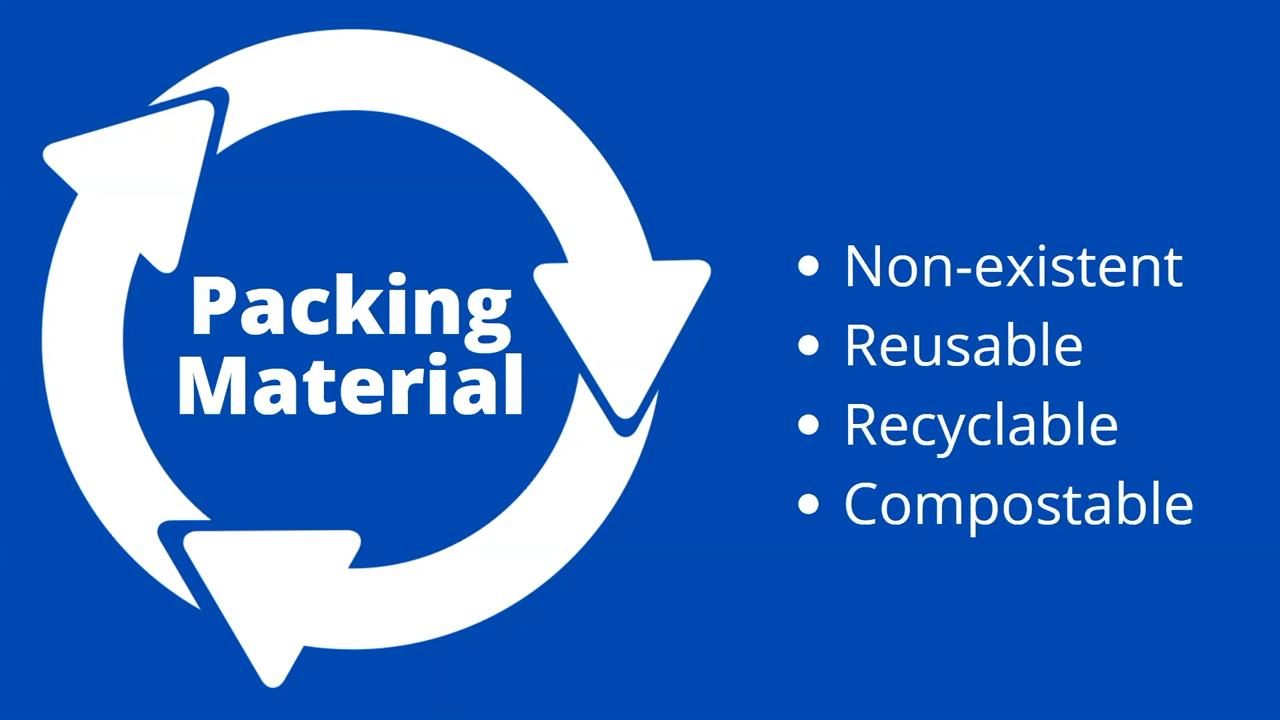 Packing
Material
• Non-existent
• Reusable
• Recyclable
• Compostable